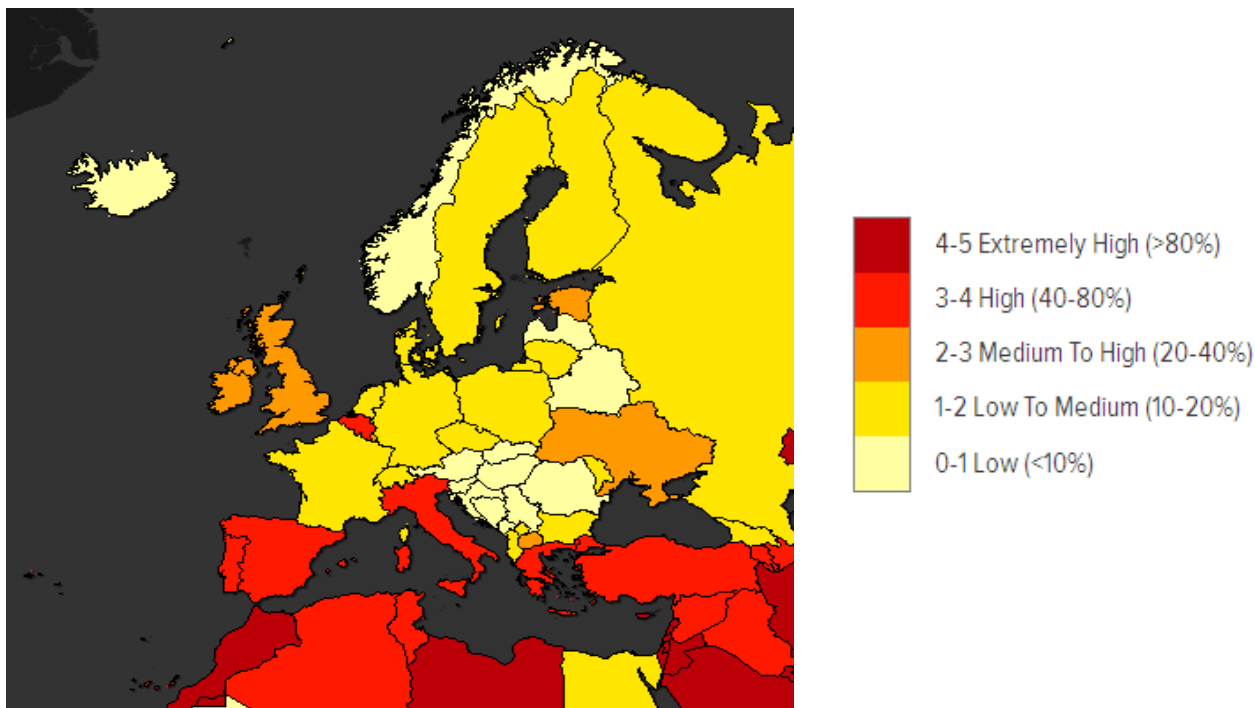 4-5 Extremely High (>80%)
3-4 High (40-80%)
2-3 Medium To High (20-40%)
1-2 Low To Medium (10-20%)
0-1 Low (<10%)